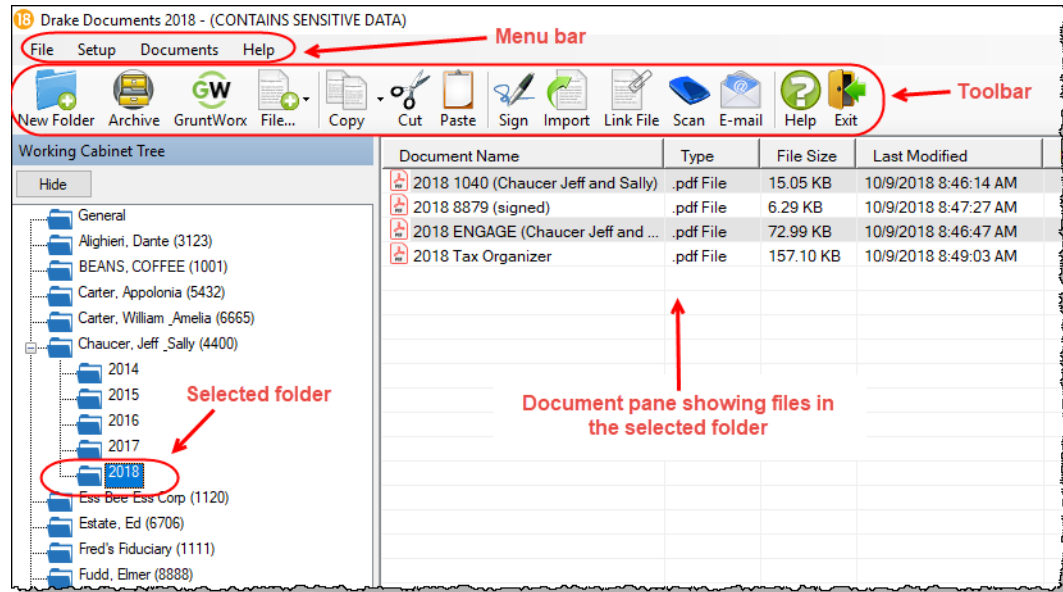 Drake Documents 2018 - (CONTAINS SENSITIVE DATA)
File Setup Documents Help
Menu bar
GW
New Folder Archive GruntWorx File... Copy Cut Paste Sign Import Link File Scan E-mail Help Exit
Toolbar
Working Cabinet Tree
Hide
General
Alighieri, Dante (3123)
BEANS, COFFEE (1001)
Carter, Appolonia (5432)
Carter, William _Amelia (6665)
Chaucer, Jeff _Sally (4400)
2014
2015
2016
2017
2018
Ess Bee Ess Corp (1120)
Estate, Ed (6706)
Fred's Fiduciary (1111)
Fudd, Elmer (8888)
Selected folder
Document Name Type File Size Last Modified
2018 1040 (Chaucer Jeff and Sally) .pdf File 15.05 KB 10/9/2018 8:46:14 AM
2018 8879 (signed) .pdf File 6.29 KB 10/9/2018 8:47:27 AM
2018 ENGAGE (Chaucer Jeff and ... .pdf File 72.99 KB 10/9/2018 8:46:47 AM
2018 Tax Organizer .pdf File 157.10 KB 10/9/2018 8:49:03 AM
Document pane showing files in
the selected folder